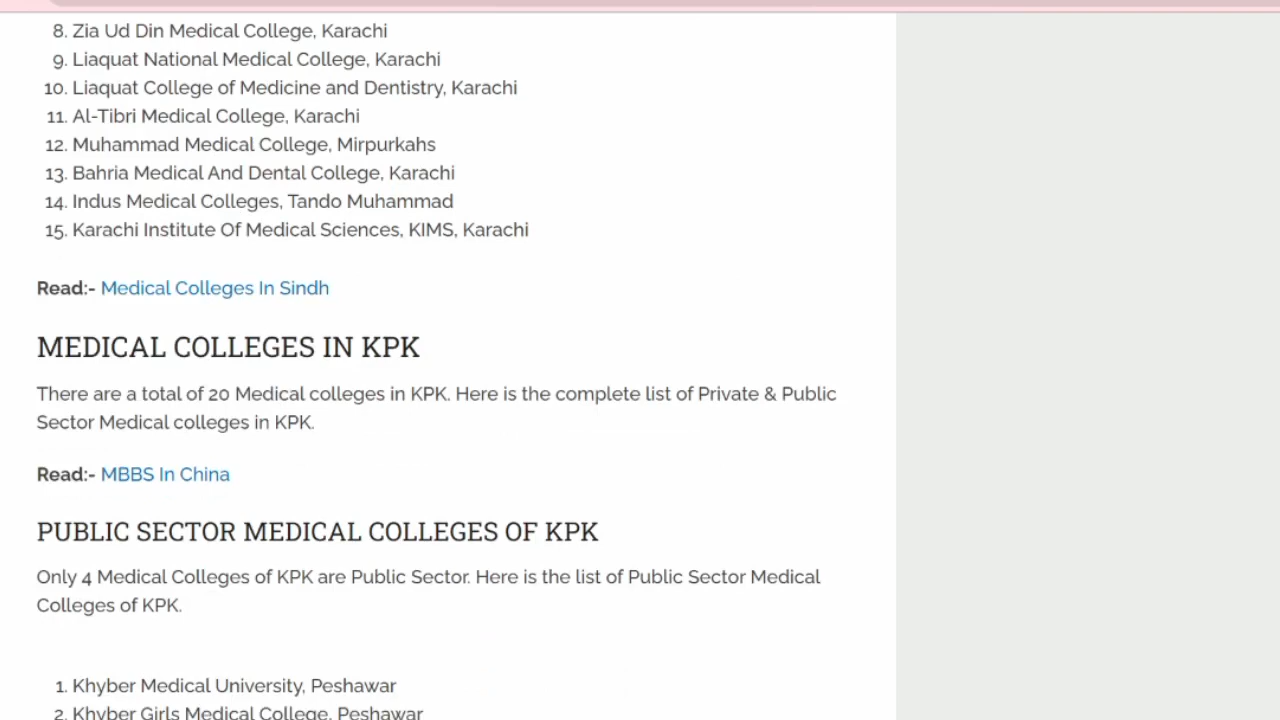 8. Zia Ud Din Medical College, Karachi
9. Liaquat National Medical College, Karachi
10. Liaquat College of Medicine and Dentistry, Karachi
11. Al-Tibri Medical College, Karachi
12. Muhammad Medical College, Mirpurkahs
13. Bahria Medical And Dental College, Karachi
14. Indus Medical Colleges, Tando Muhammad
15. Karachi Institute Of Medical Sciences, KIMS, Karachi
Read:- Medical Colleges In Sindh
MEDICAL COLLEGES IN KPK
There are a total of 20 Medical colleges in KPK. Here is the complete list of Private & Public
Sector Medical colleges in KPK.
Read:- MBBS In China
PUBLIC SECTOR MEDICAL COLLEGES OF KPK
Only 4 Medical Colleges of KPK are Public Sector. Here is the list of Public Sector Medical
Colleges of KPK.
1. Khyber Medical University, Peshawar
2. Khyber Girls Medical College, Peshawar